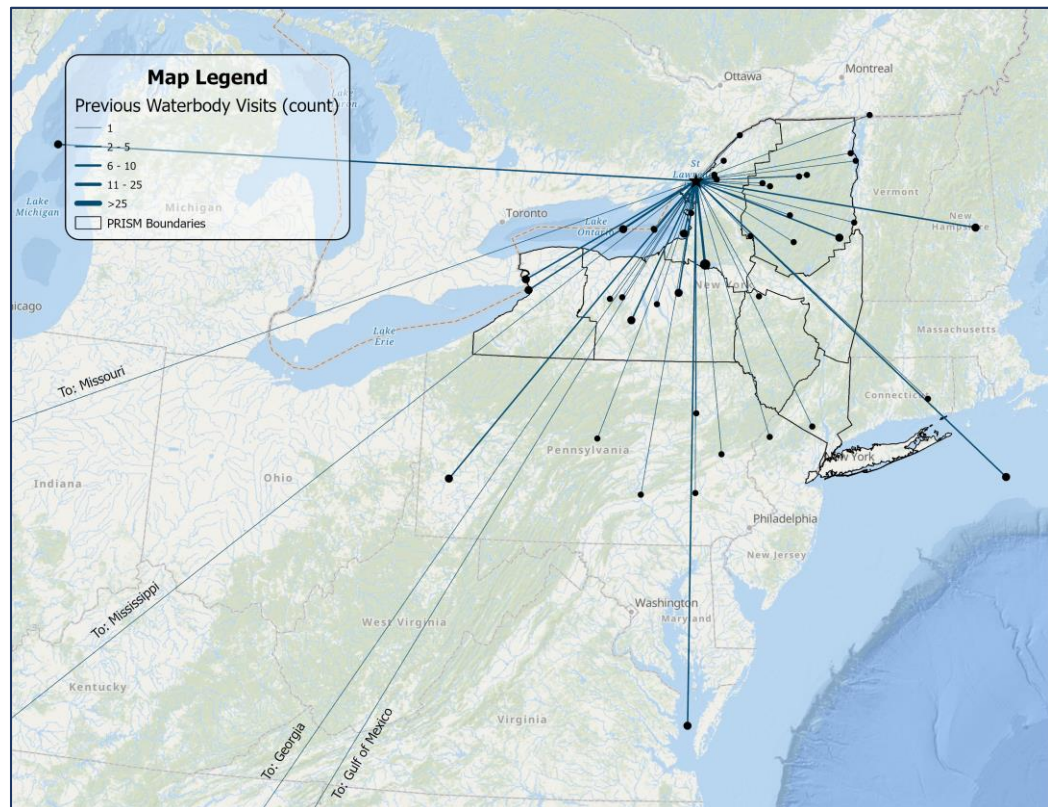 Map Legend
Previous Waterbody Visits (count)
1
2 - 5
6 - 10
11 - 25
>25
PRISM Boundaries
Ottawa
Montreal
St
Lawrence
Vermont
New
Hampshire
Lake
Michigan
Michigan
Toronto
Lake
Ontario
New York
Lake
Erie
Massachusetts
Connecticut
To: Missouri
Pennsylvania
New York
Indiana
Ohio
Philadelphia
New Jersey
Washington
Maryland
To: Mississippi
West Virginia
Kentucky
Virginia
To: Georgia
To: Gulf of Mexico